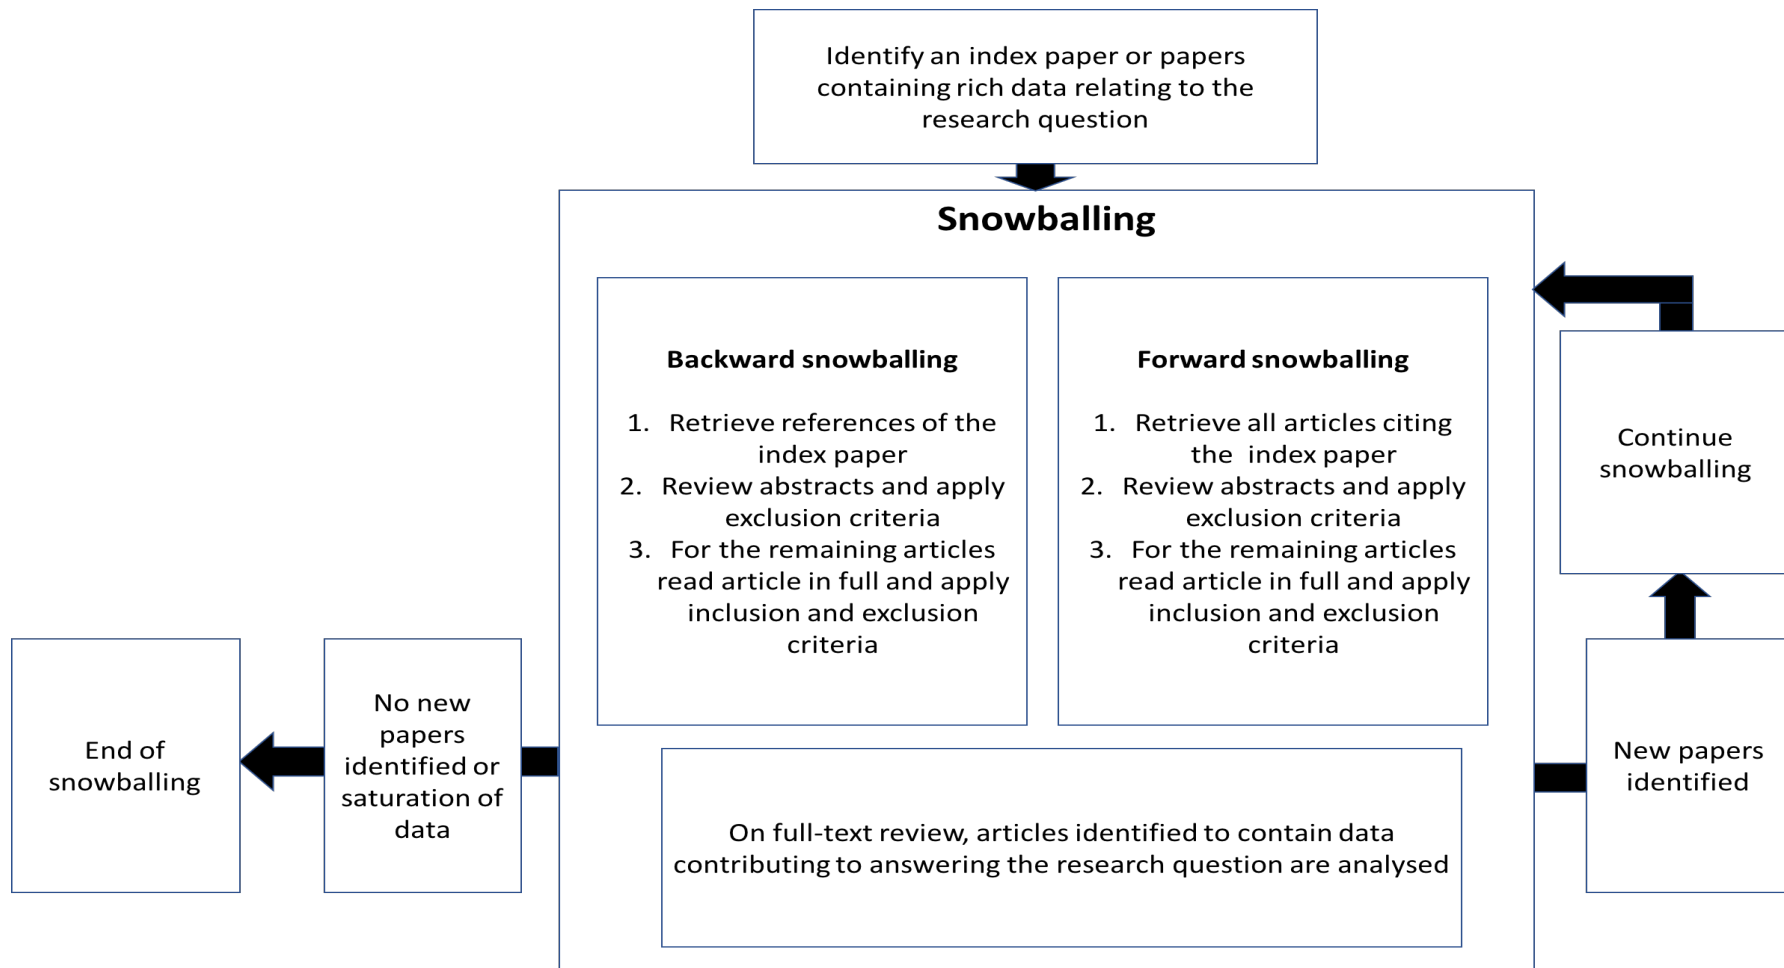 Identify an index paper or papers
containing rich data relating to the
research question
Snowballing
Backward snowballing
1. Retrieve references of the
index paper
2. Review abstracts and apply
exclusion criteria
3. For the remaining articles
read article in full and apply
inclusion and exclusion
criteria
Forward snowballing
1. Retrieve all articles citing
the index paper
2. Review abstracts and apply
exclusion criteria
3. For the remaining articles
read article in full and apply
inclusion and exclusion
criteria
Continue
snowballing
End of
snowballing
No new
papers
identified or
saturation of
data
On full-text review, articles identified to contain data
contributing to answering the research question are analysed
New papers
identified